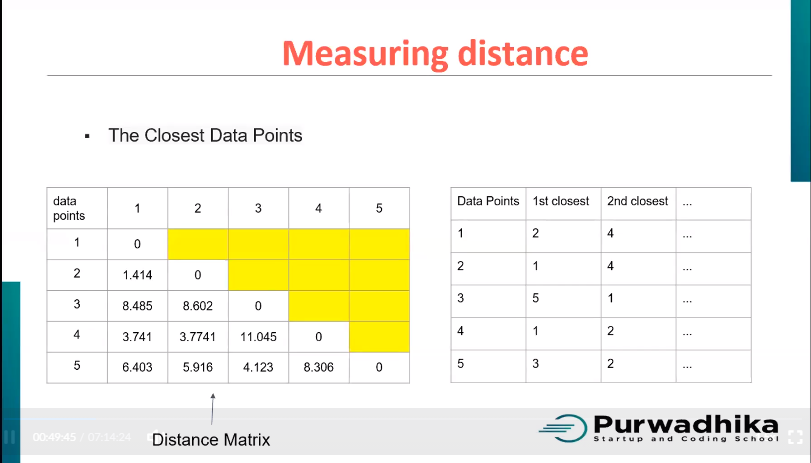 Measuring distance
▪ The Closest Data Points
data points 1 2 3 4 5
1 0
2 1.414 0
3 8.485 8.602 0
4 3.741 3.7741 11.045 0
5 6.403 5.916 4.123 8.306 0
Data Points 1st closest 2nd closest ...
1 2 4 ...
2 1 4 ...
3 5 1 ...
4 1 2 ...
5 3 2 ...
Distance Matrix
00:49:45 / 07:14:24
Purwadhika
Startup and Coding School